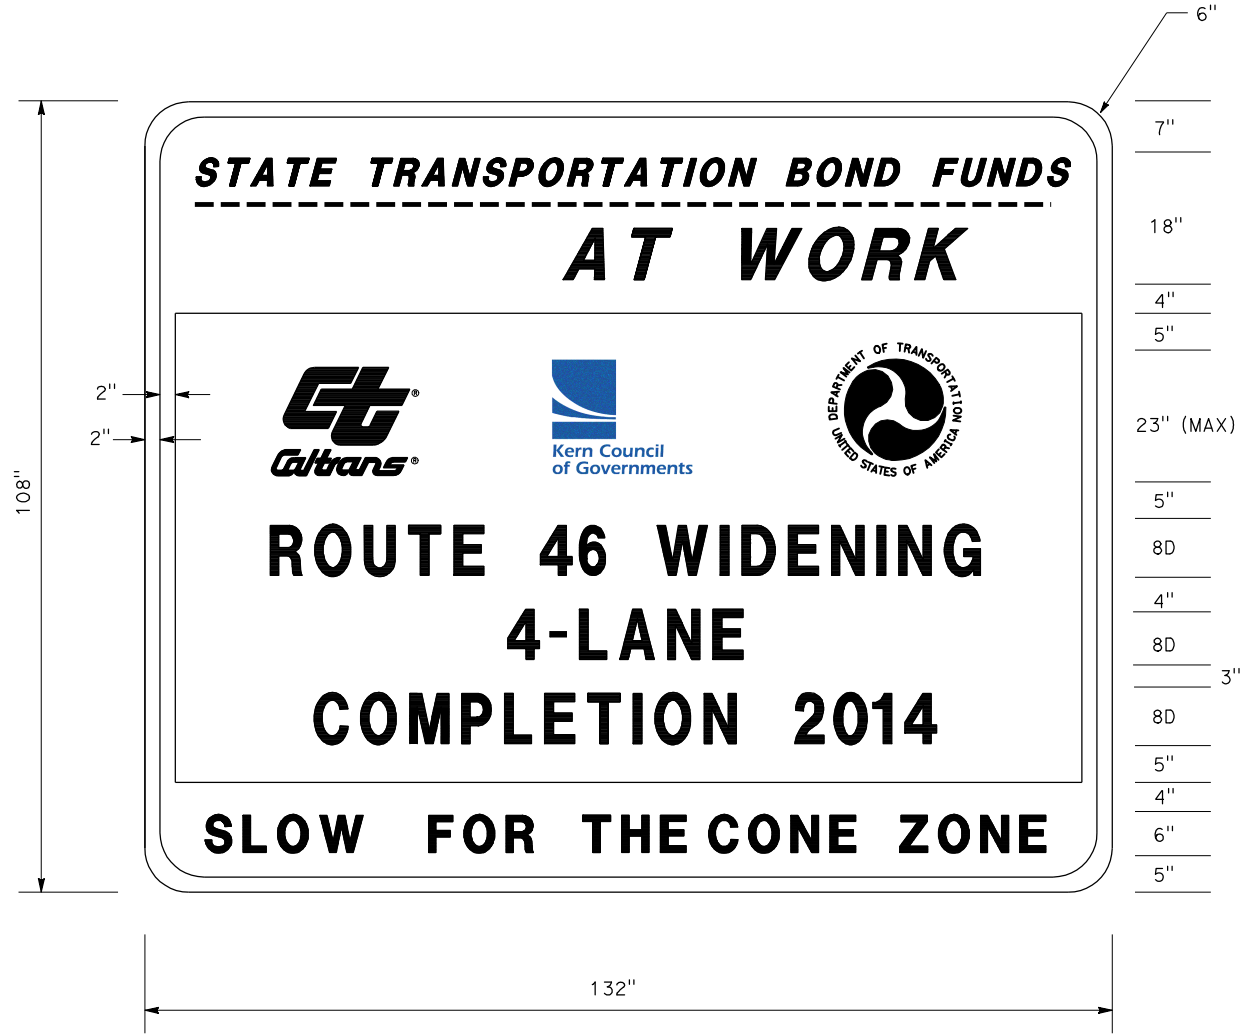 6"
7"
STATE TRANSPORTATION BOND FUNDS
18"
AT WORK
4"
5"
DEPARTMENT OF TRANSPORTATION
UNITED STATES OF AMERICA
®
Caltrans®
Kern Council
of Governments
2"
2"
23" (MAX)
108"
5"
ROUTE 46 WIDENING
8D
4"
4-LANE
8D
3"
COMPLETION 2014
8D
5"
4"
SLOW FOR THE CONE ZONE
6"
5"
132"